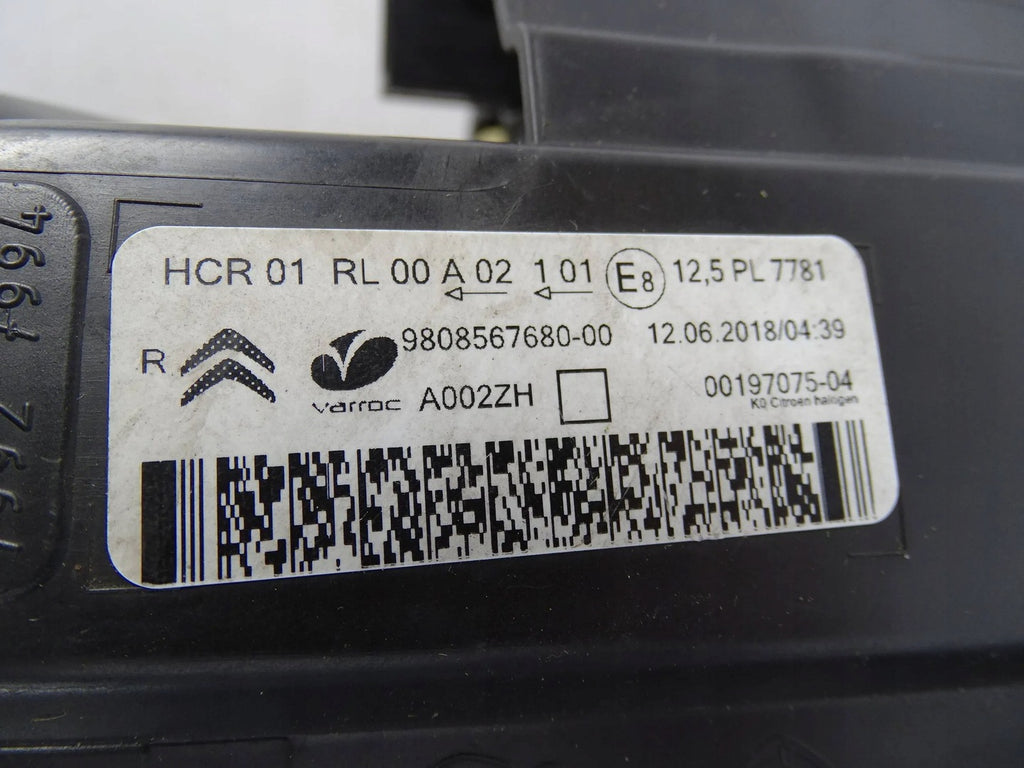 HCR 01 RL 00 A 02 1 01 E8 12,5 PL 7781
R 9808567680-00 12.06.2018/04:39
varroc A002ZH 00197075-04
K0 Citroen halogen